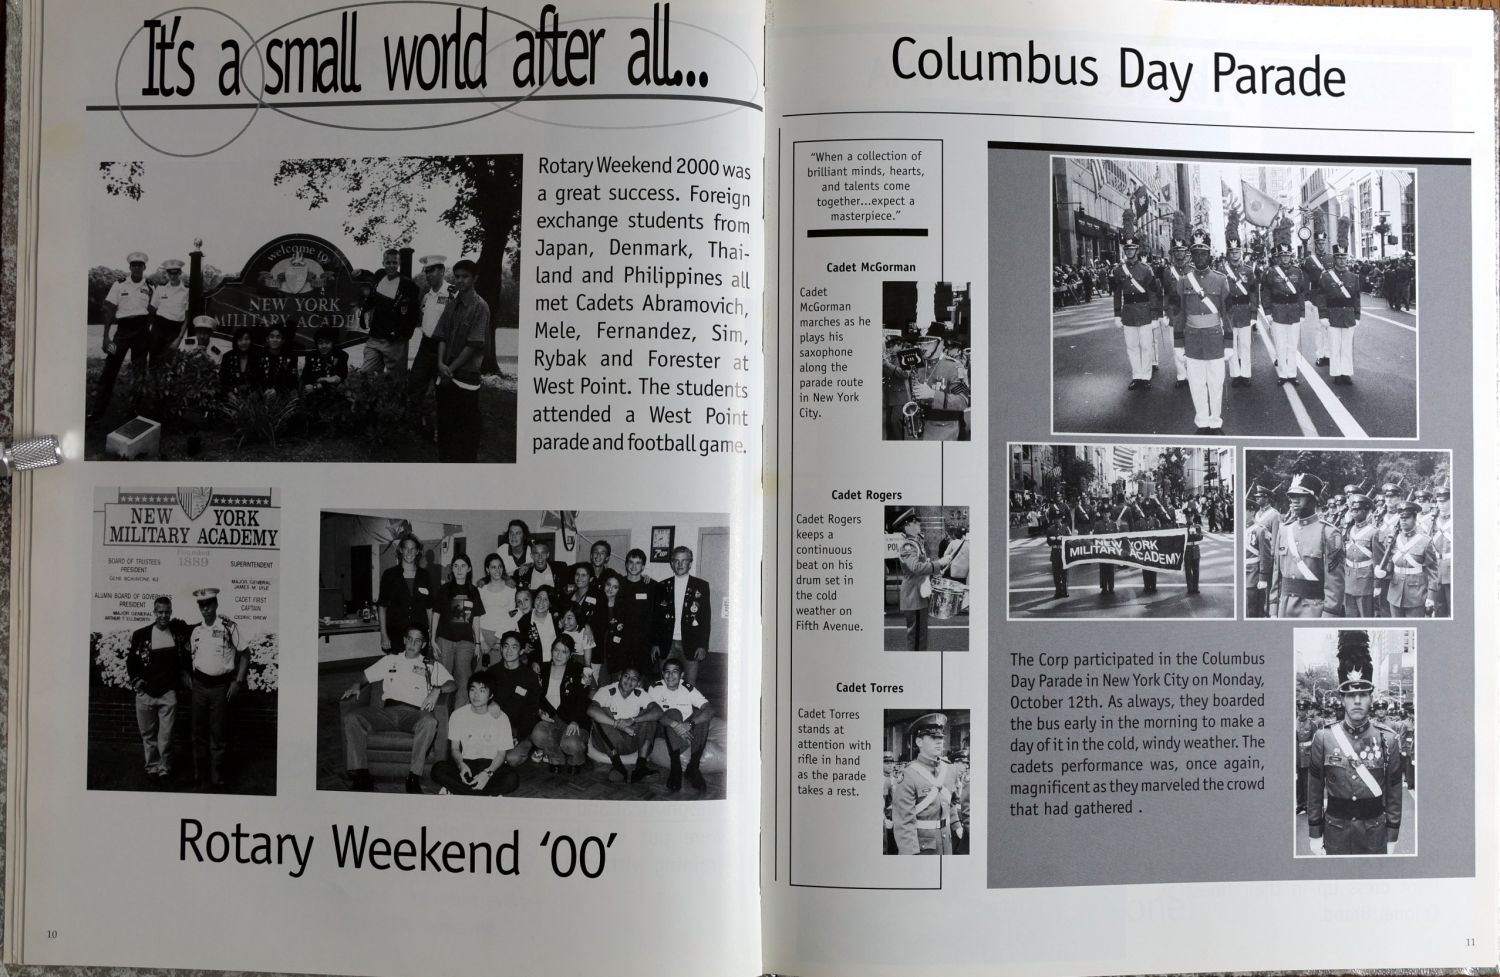 It's a small world after all...
welcome to
NEW YORK
MILITARY ACADE
Rotary Weekend 2000 was
a great success. Foreign
exchange students from
Japan, Denmark, Thai-
land and Philippines all
met Cadets Abramovich,
Mele, Fernandez, Sim,
Rybak and Forester at
West Point. The students
attended a West Point
parade and football game.
NEW YORK
MILITARY ACADEMY
Founded
1889
BOARD OF TRUSTEES
PRESIDENT
SUPERINTENDENT
MAJOR GENERAL
JAMES M. LYLE
ALUMNI BOARD OF GOVERNORS
PRESIDENT
MAJOR GENERAL
ARTHUR T ELLSWORTH
CADET FIRST
CAPTAIN
CEDRIC DREW
7up
Rotary Weekend '00'
10
Columbus Day Parade
"When a collection of
brilliant minds, hearts,
and talents come
together...expect a
masterpiece."
Cadet McGorman
Cadet
McGorman
marches as he
plays his
saxophone
along the
parade route
in New York
City.
Cadet Rogers
Cadet Rogers
keeps a
continuous
beat on his
drum set in
the cold
weather on
Fifth Avenue.
POL
Cadet Torres
Cadet Torres
stands at
attention with
rifle in hand
as the parade
takes a rest.
NEW YORK
MILITARY ACADEMY
The Corp participated in the Columbus
Day Parade in New York City on Monday,
October 12th. As always, they boarded
the bus early in the morning to make a
day of it in the cold, windy weather. The
cadets performance was, once again,
magnificent as they marveled the crowd
that had gathered .
11